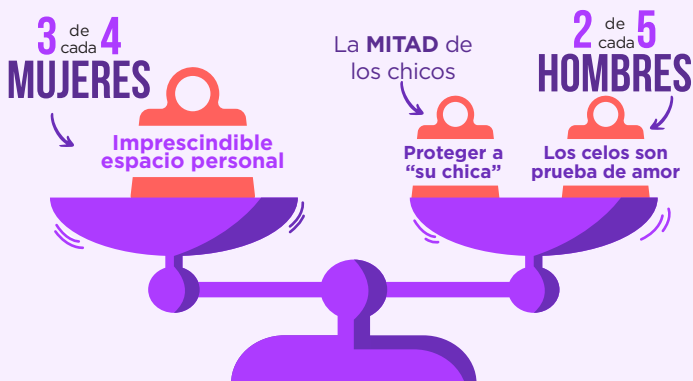 3 de cada 4
MUJERES
Imprescindible
espacio personal
La MITAD de
los chicos
Proteger a
“su chica”
2 de cada 5
HOMBRES
Los celos son
prueba de amor